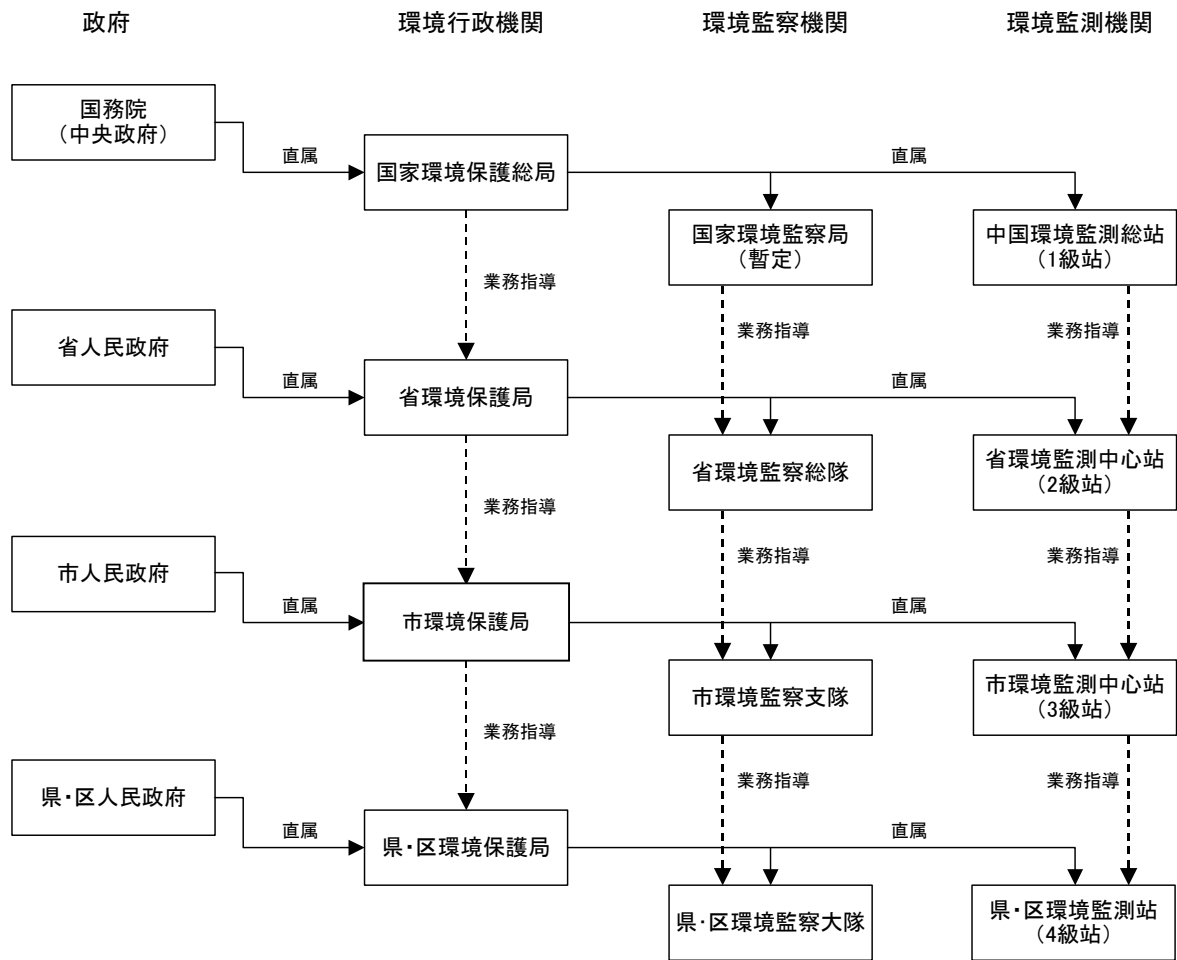 政府
環境行政機関
環境監察機関
環境監測機関
国務院
(中央政府)
直属
国家環境保護総局
直属
国家環境監察局
(暫定)
中国環境監測総站
(1級站)
業務指導
業務指導
業務指導
省人民政府
直属
省環境保護局
直属
省環境監察総隊
省環境監測中心站
(2級站)
業務指導
業務指導
業務指導
市人民政府
直属
市環境保護局
直属
市環境監察支隊
市環境監測中心站
(3級站)
業務指導
業務指導
業務指導
県・区人民政府
直属
県・区環境保護局
直属
県・区環境監察大隊
県・区環境監測站
(4級站)